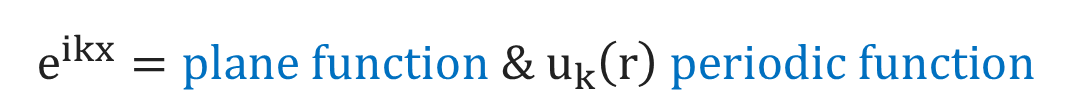 e^ikx = plane function & u_k(r) periodic function